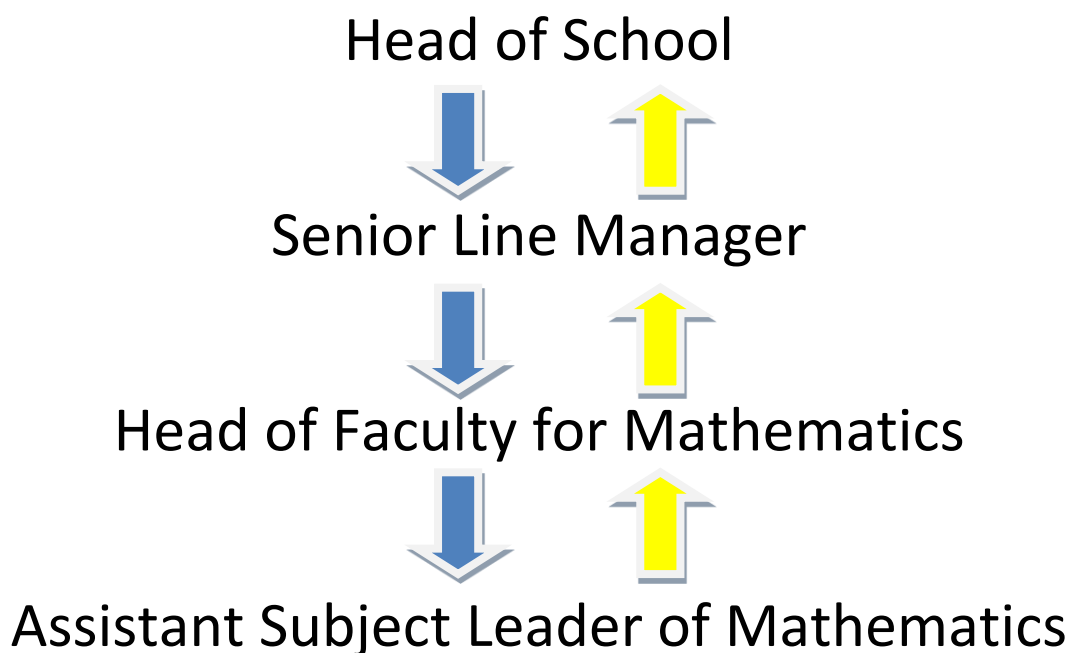 Head of School
Senior Line Manager
Head of Faculty for Mathematics
Assistant Subject Leader of Mathematics